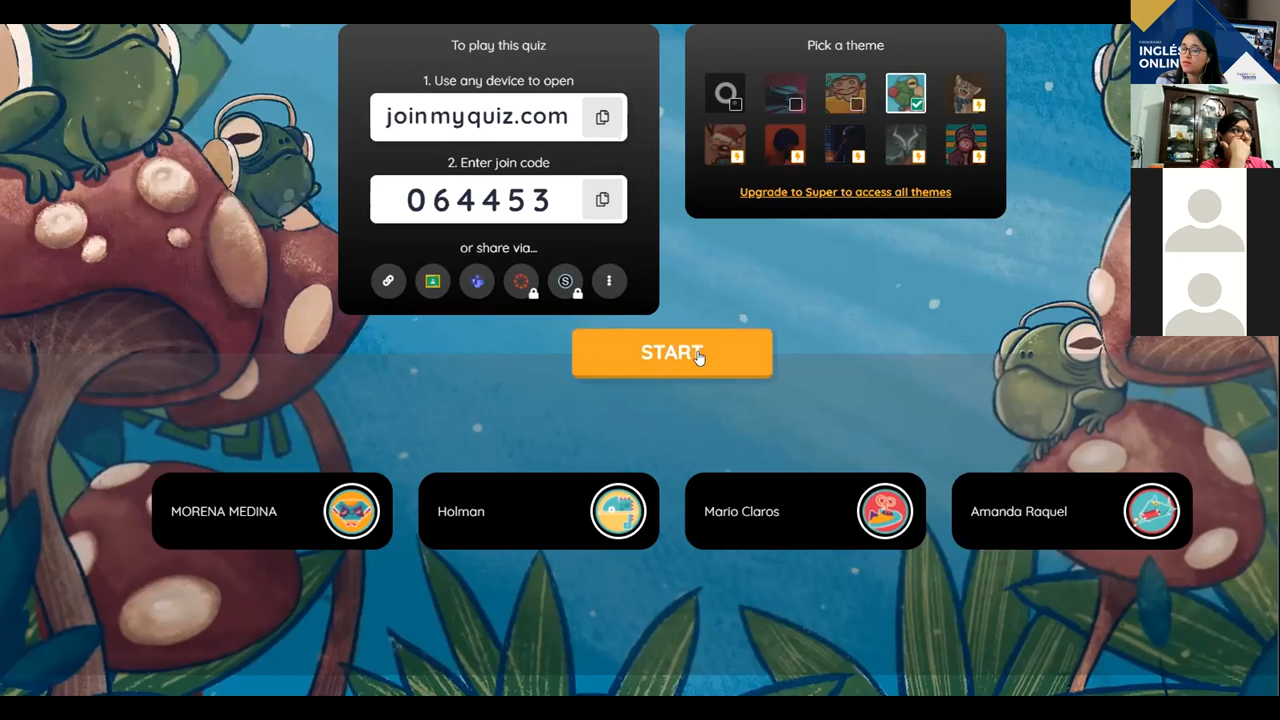 To play this quiz
1. Use any device to open
joinmyquiz.com
2. Enter join code
064453
or share via...
Pick a theme
Upgrade to Super to access all themes
START
MORENA MEDINA
Holman
Mario Claros
Amanda Raquel
INGLÉS
ONLIN